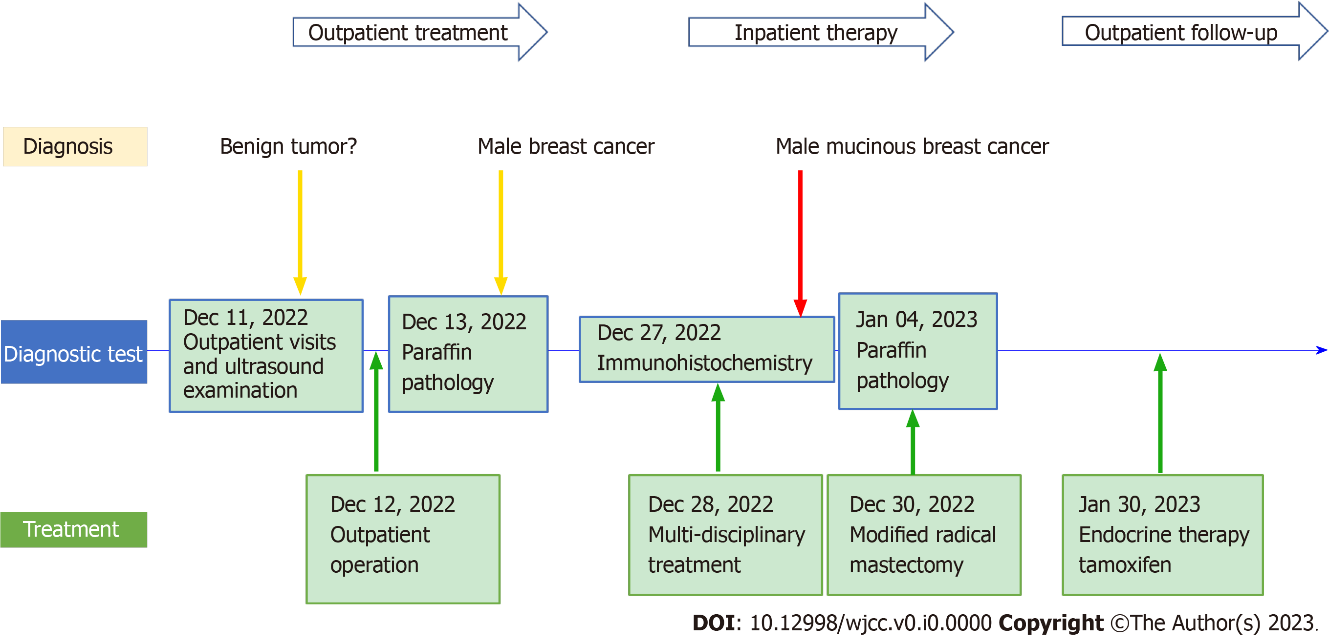 Outpatient treatment
Inpatient therapy
Outpatient follow-up
Diagnosis
Benign tumor?
Male breast cancer
Male mucinous breast cancer
Diagnostic test
Dec 11, 2022
Outpatient visits
and ultrasound
examination
Dec 13, 2022
Paraffin
pathology
Dec 27, 2022
Immunohistochemistry
Jan 04, 2023
Paraffin
pathology
Treatment
Dec 12, 2022
Outpatient
operation
Dec 28, 2022
Multi-disciplinary
treatment
Dec 30, 2022
Modified radical
mastectomy
Jan 30, 2023
Endocrine therapy
tamoxifen
DOI: 10.12998/wjcc.v0.i0.0000 Copyright ©The Author(s) 2023.